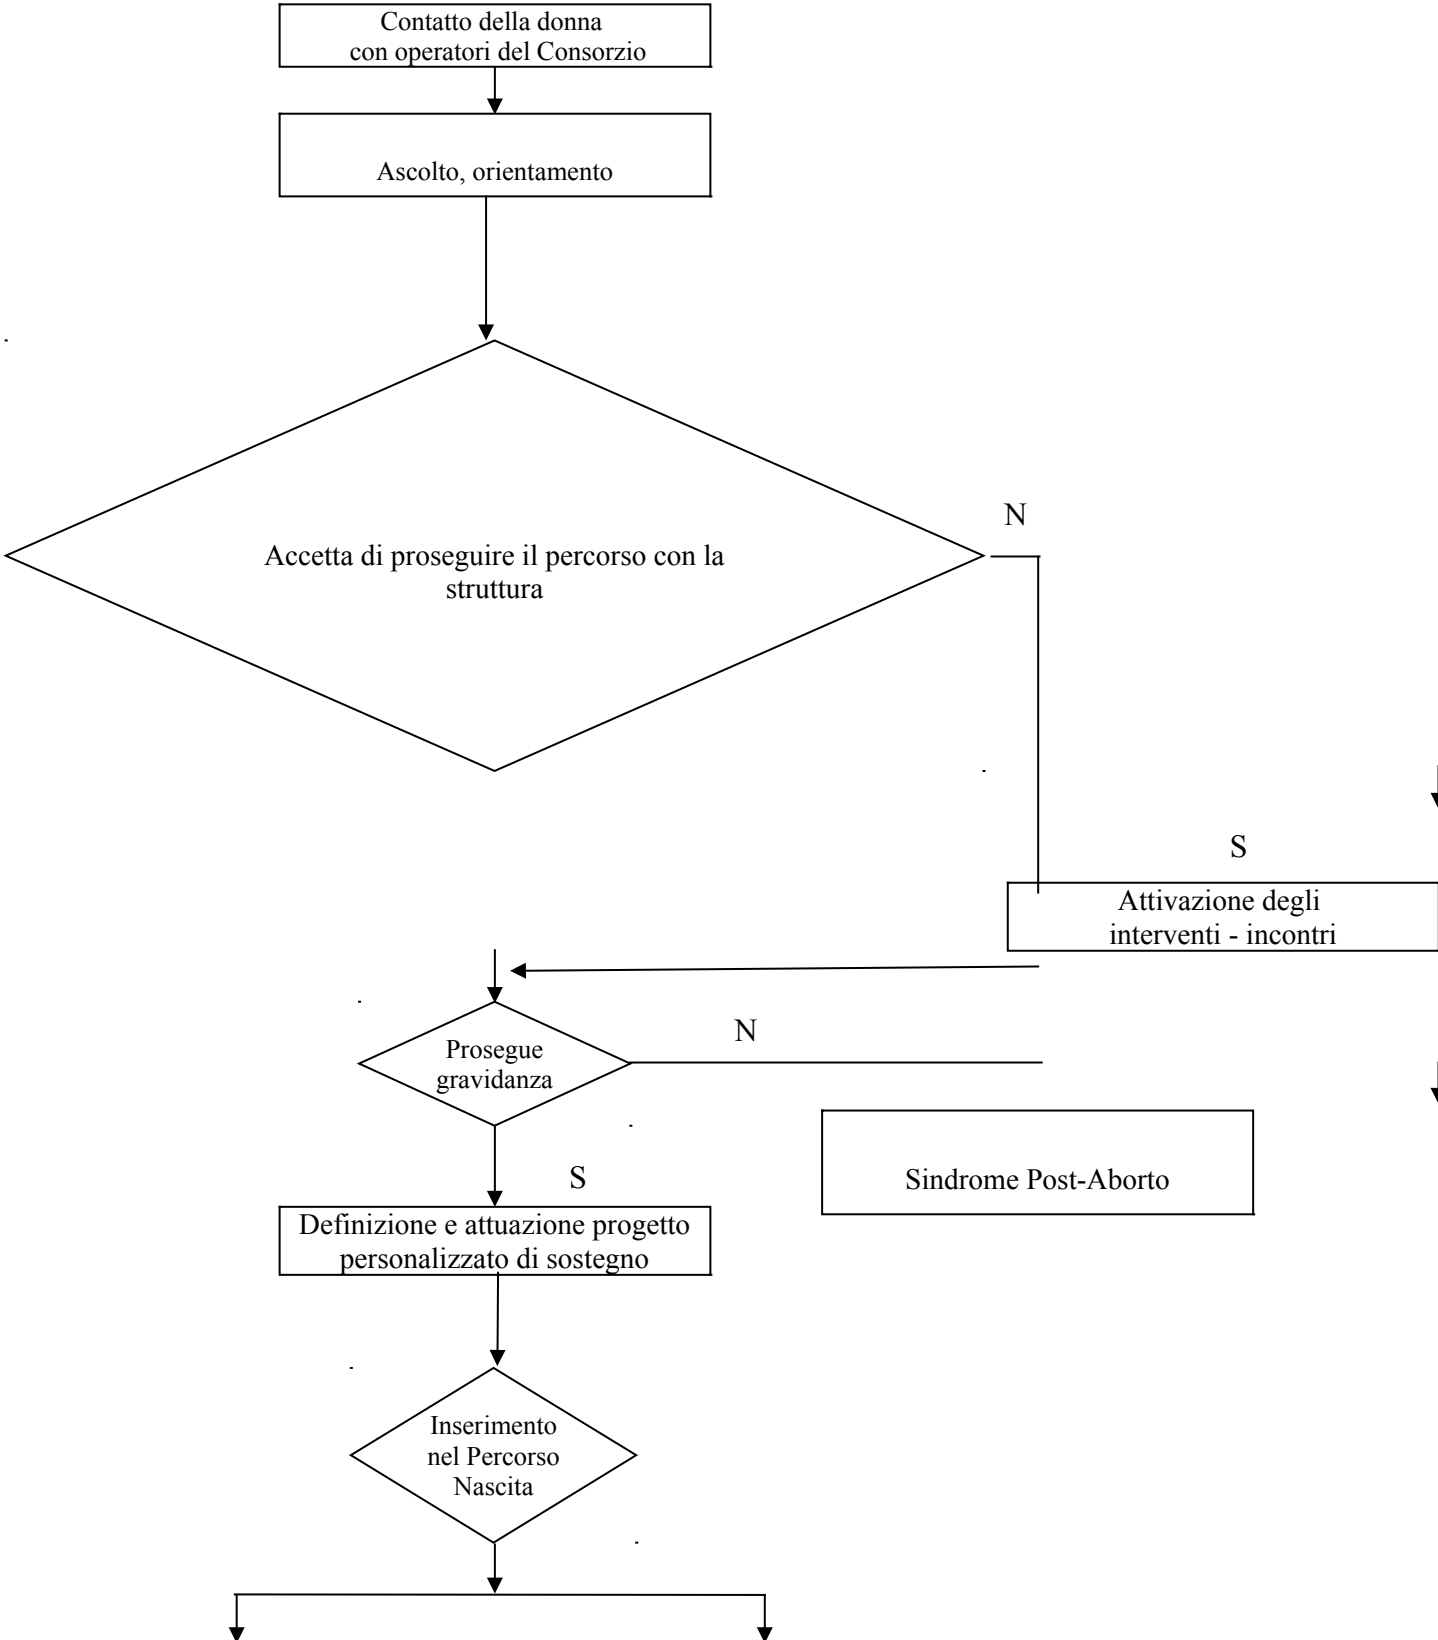 Contatto della donna
con operatori del Consorzio
Ascolto, orientamento
N
Accetta di proseguire il percorso con la
struttura
S
Attivazione degli
interventi - incontri
N
Prosegue
gravidanza
Sindrome Post-Aborto
S
Definizione e attuazione progetto
personalizzato di sostegno
Inserimento
nel Percorso
Nascita